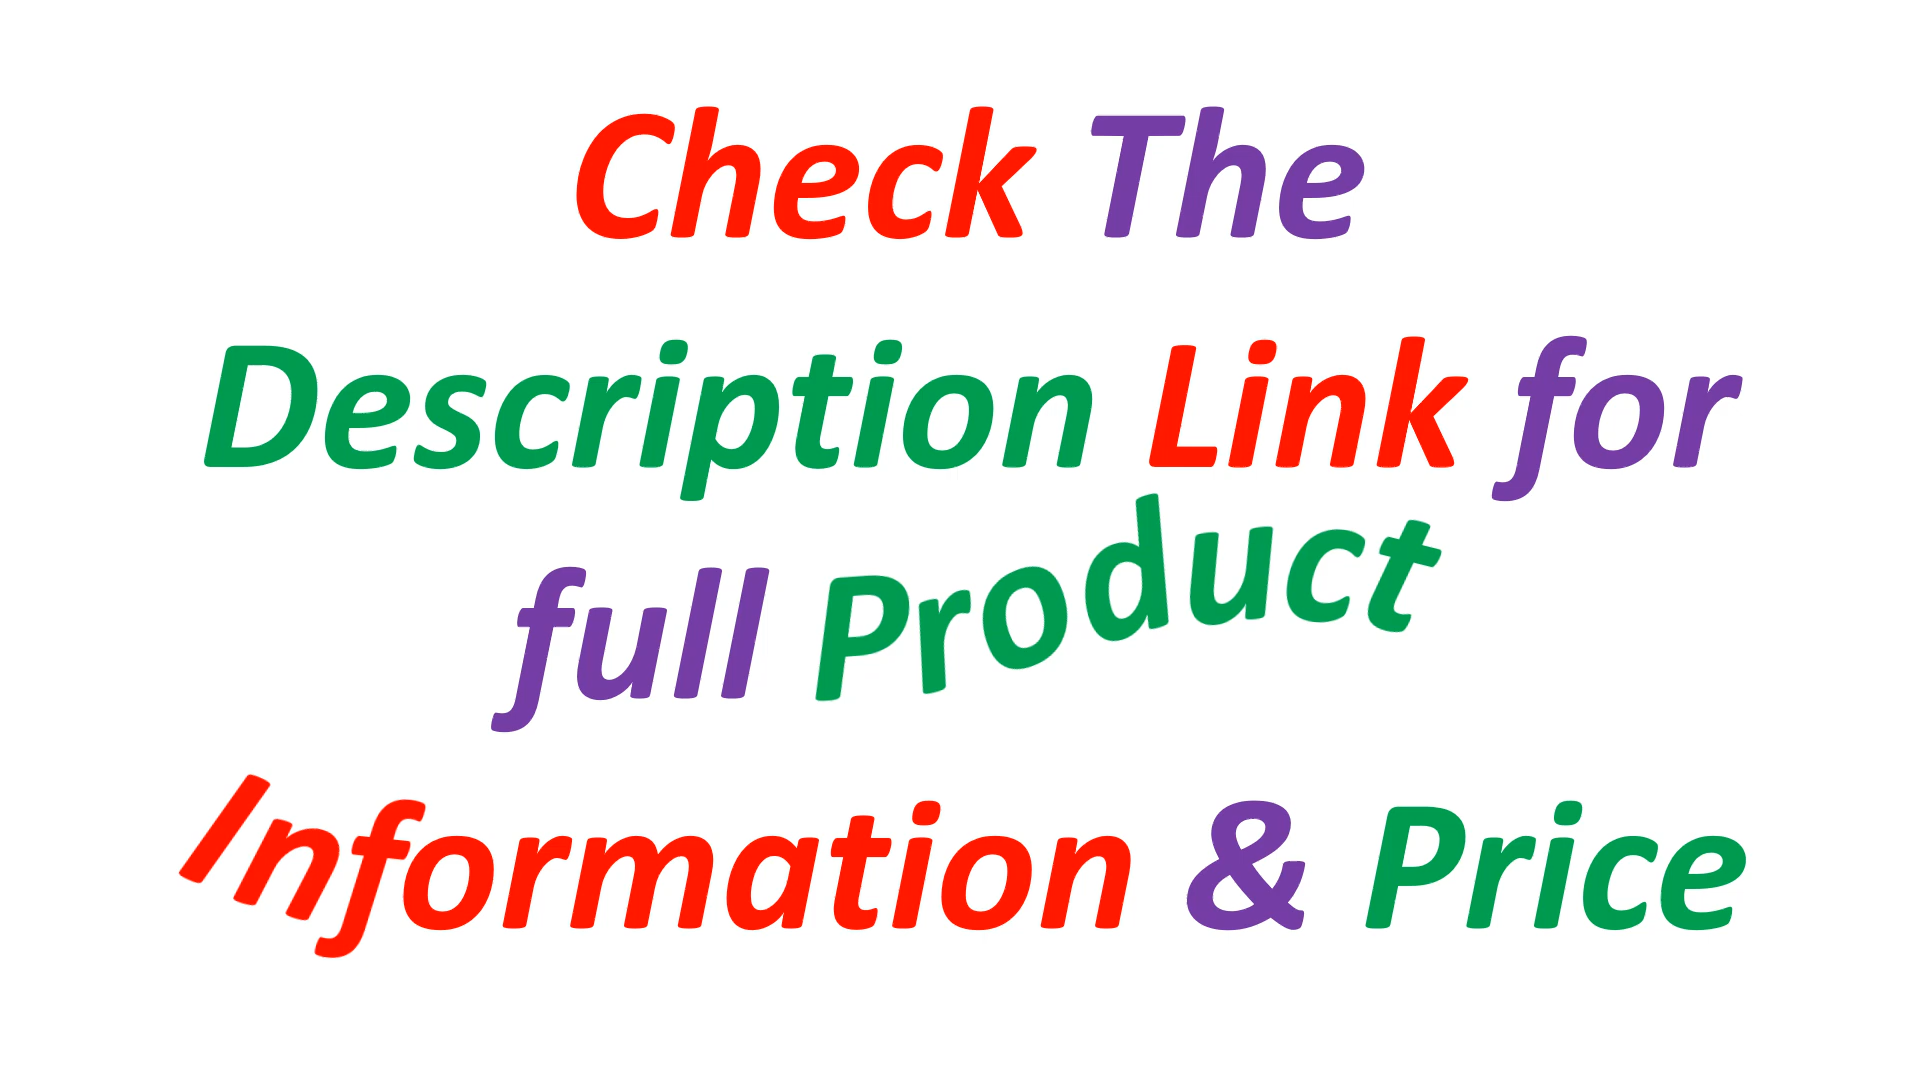 Check The
Description Link for
full Product
Information & Price